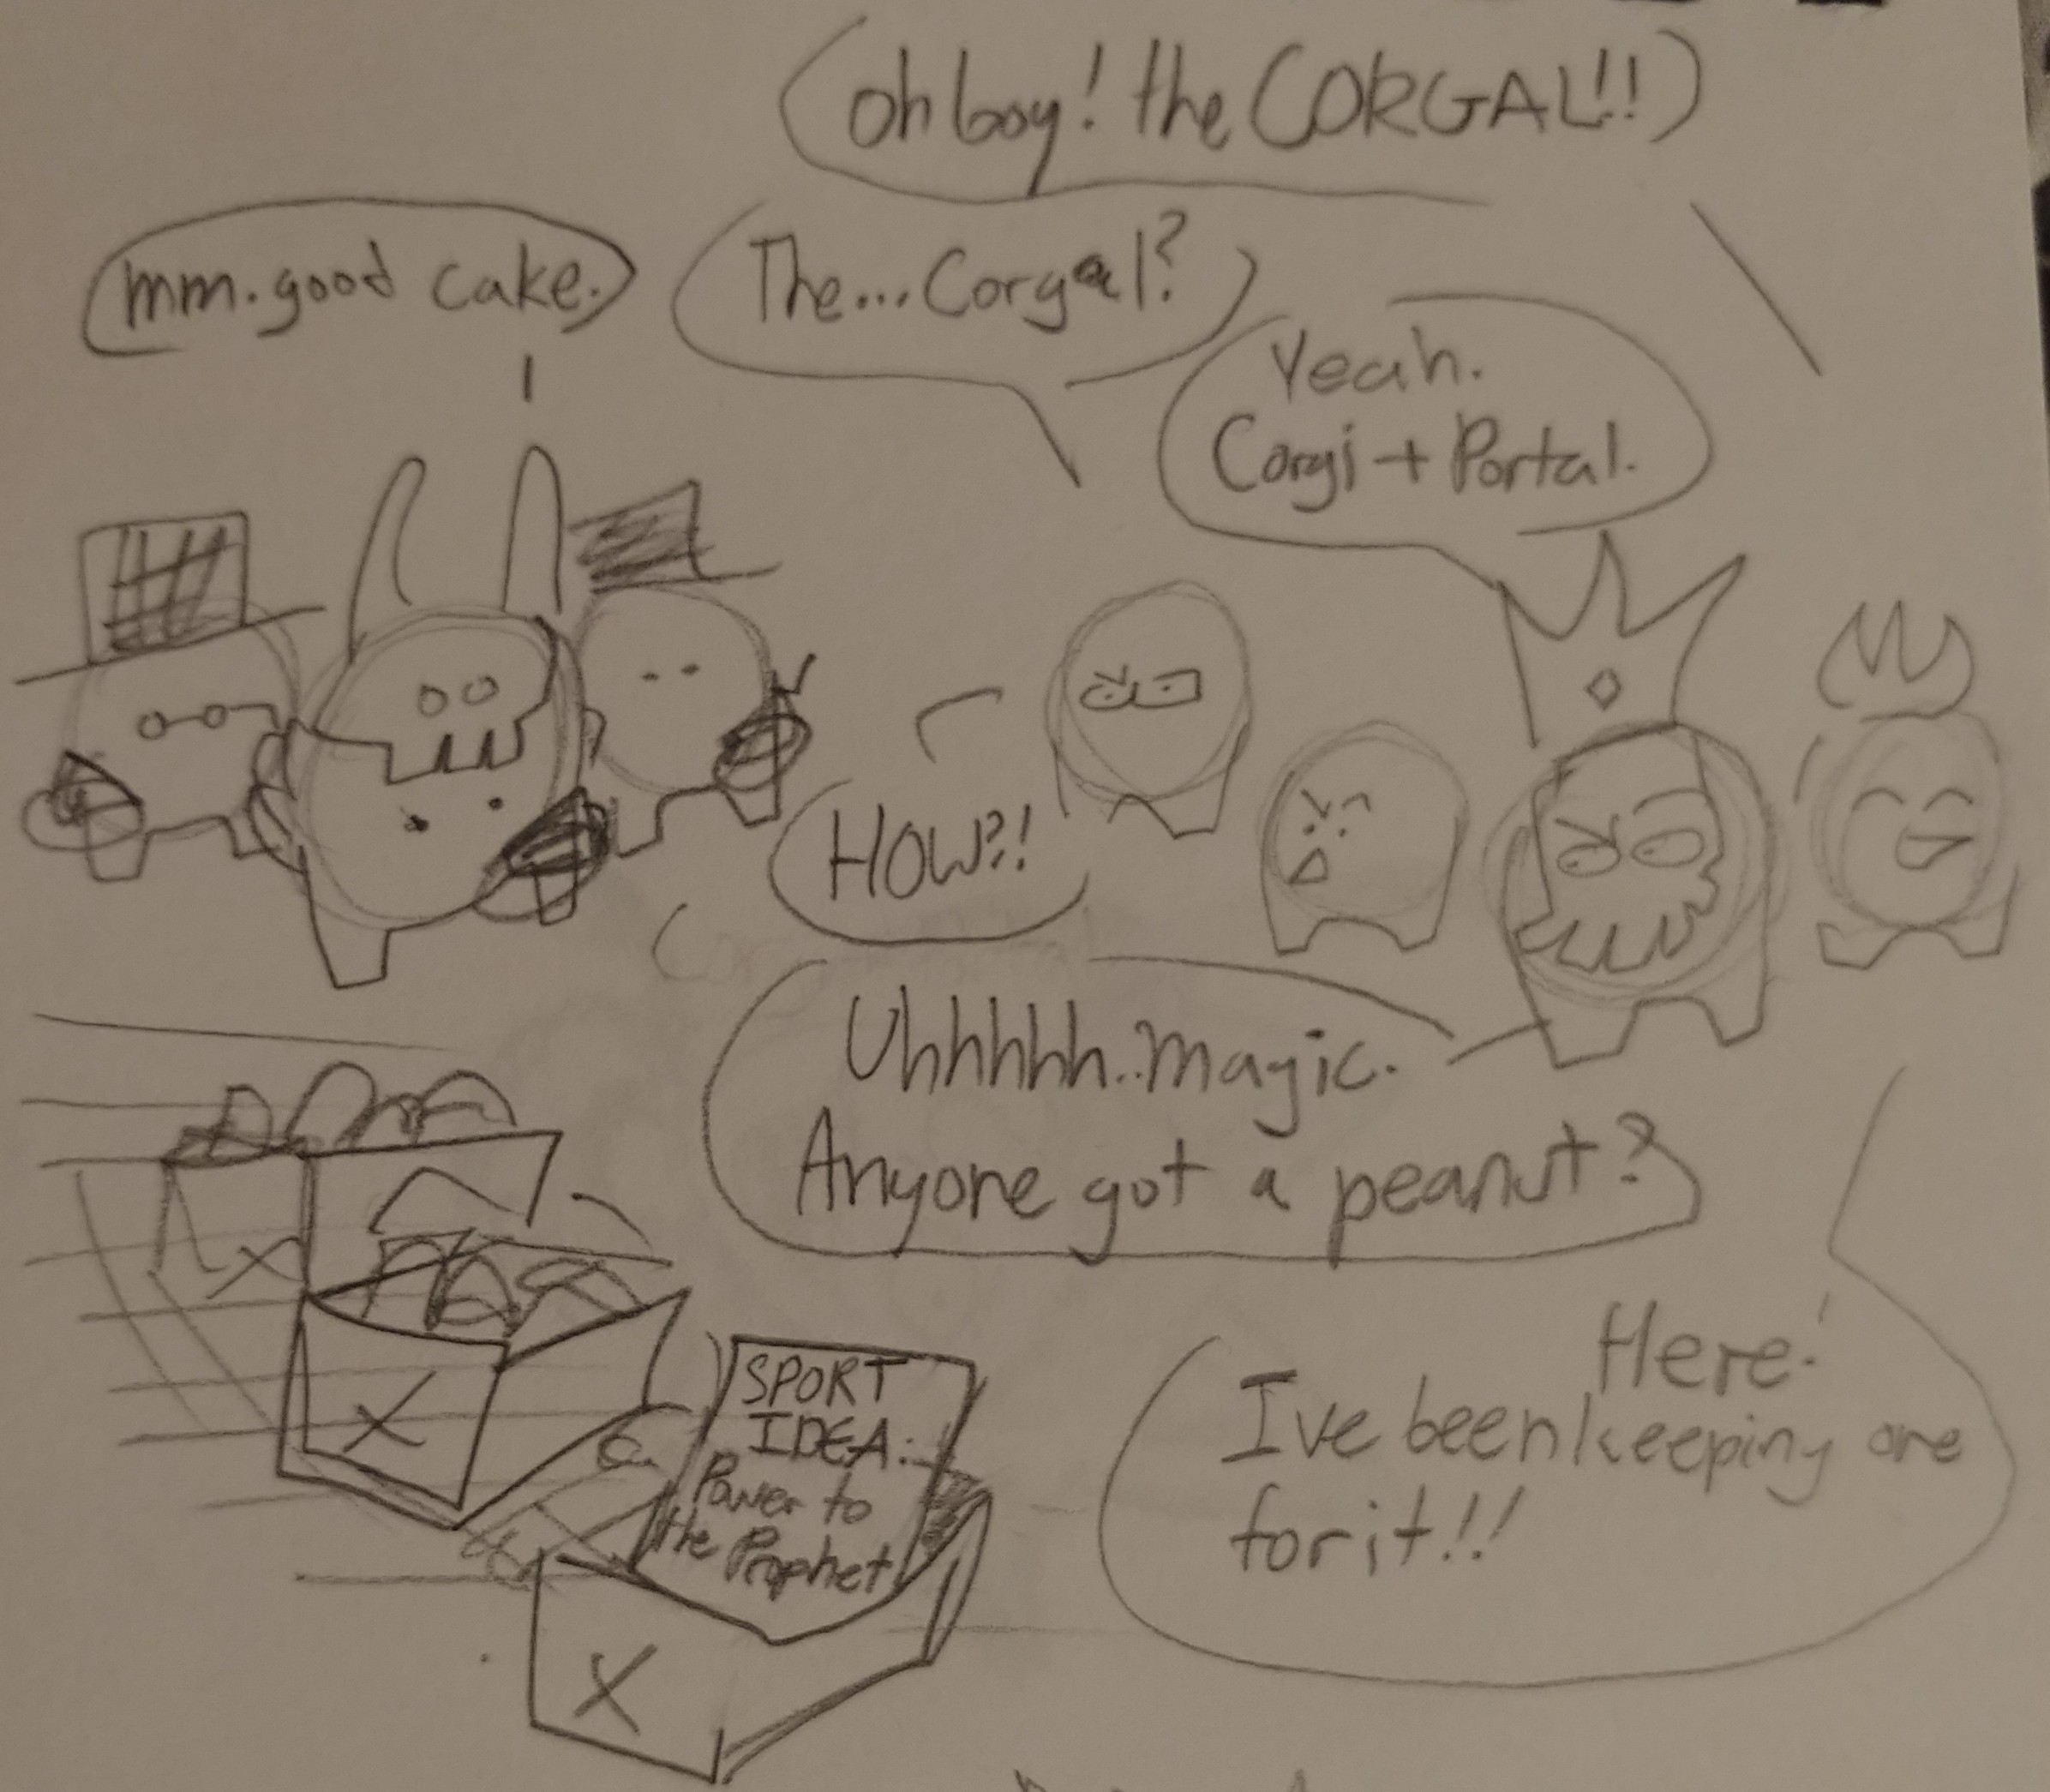 oh boy! the CORGAL!!
mm. good cake.
The... Corgal?
Yeah.
Corgi + Portal.
HOW?!
Uhhhhh.. magic.
Anyone got a peanut?
Here!
I've been keeping one
for it!!
SPORT
IDEA:
Power to
the Prophet
X
X
X